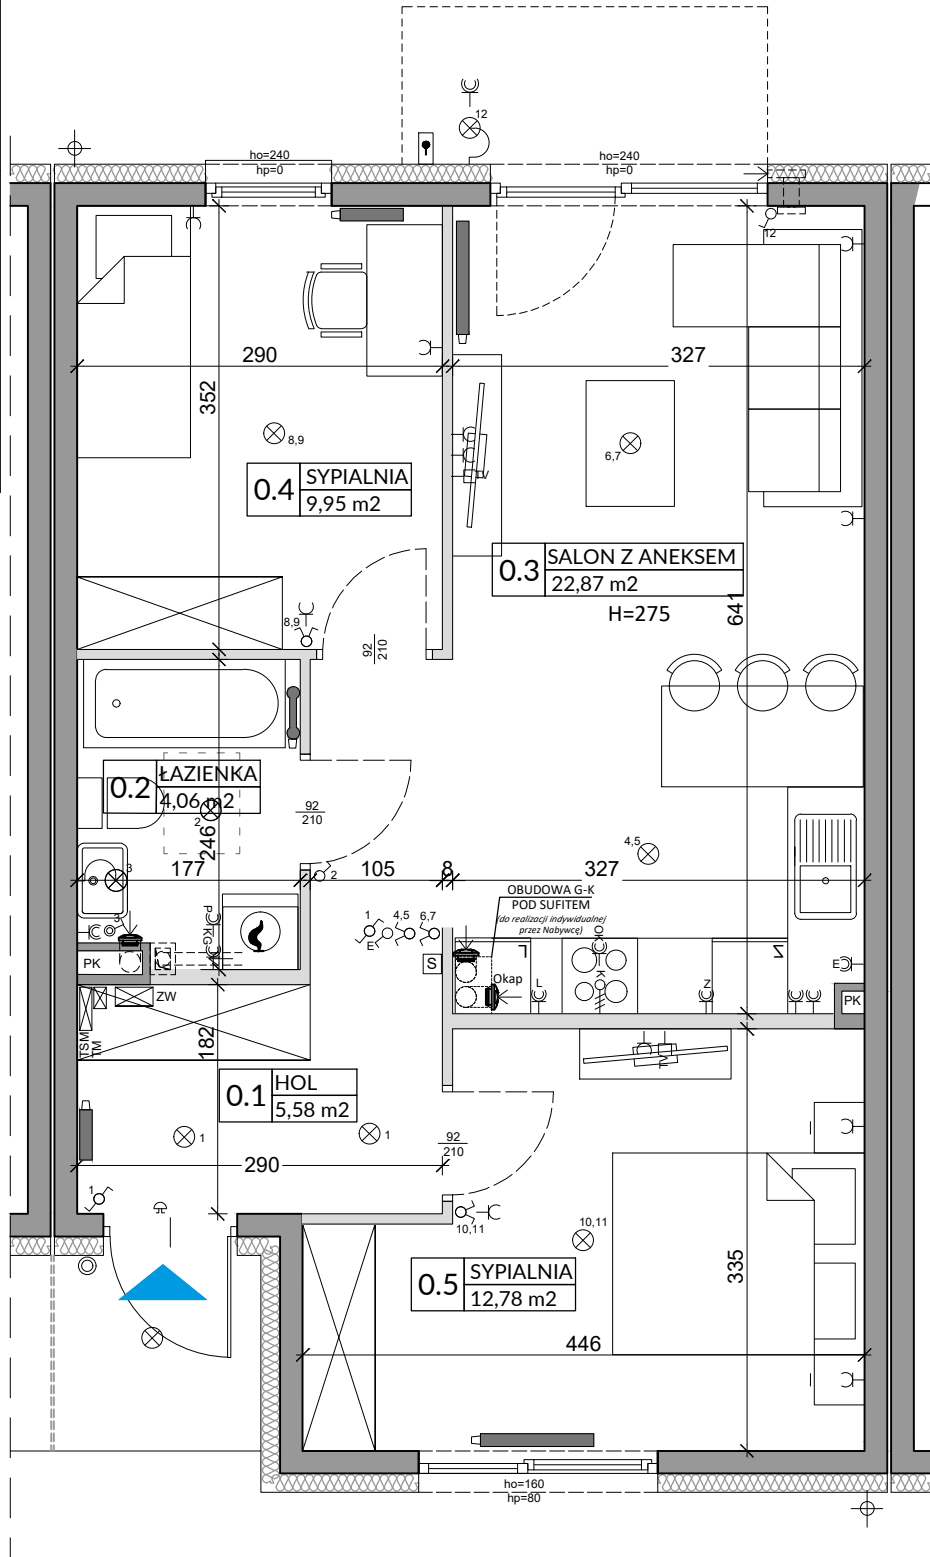 12
ho=240
hp=0
ho=240
hp=0
12
290
327
352
8,9
6,7
TV
0.4
SYPIALNIA
9,95 m2
0.3
SALON Z ANEKSEM
22,87 m2
H=275
641
8,9
92
210
0.2
ŁAZIENKA
4,06 m2
2
92
210
246
4,5
3
177
2
105
8
327
OBUDOWA G-K
POD SUFITEM
(do realizacji indywidualnej
przez Nabywcę)
3
P
KG
1
4,5
6,7
E
OK
S
PK
Okap
L
K
Z
E
PK
ZW
TSM
TM
182
0.1
HOL
5,58 m2
1
1
92
210
290
1
10,11
10,11
0.5
SYPIALNIA
12,78 m2
335
446
ho=160
hp=80